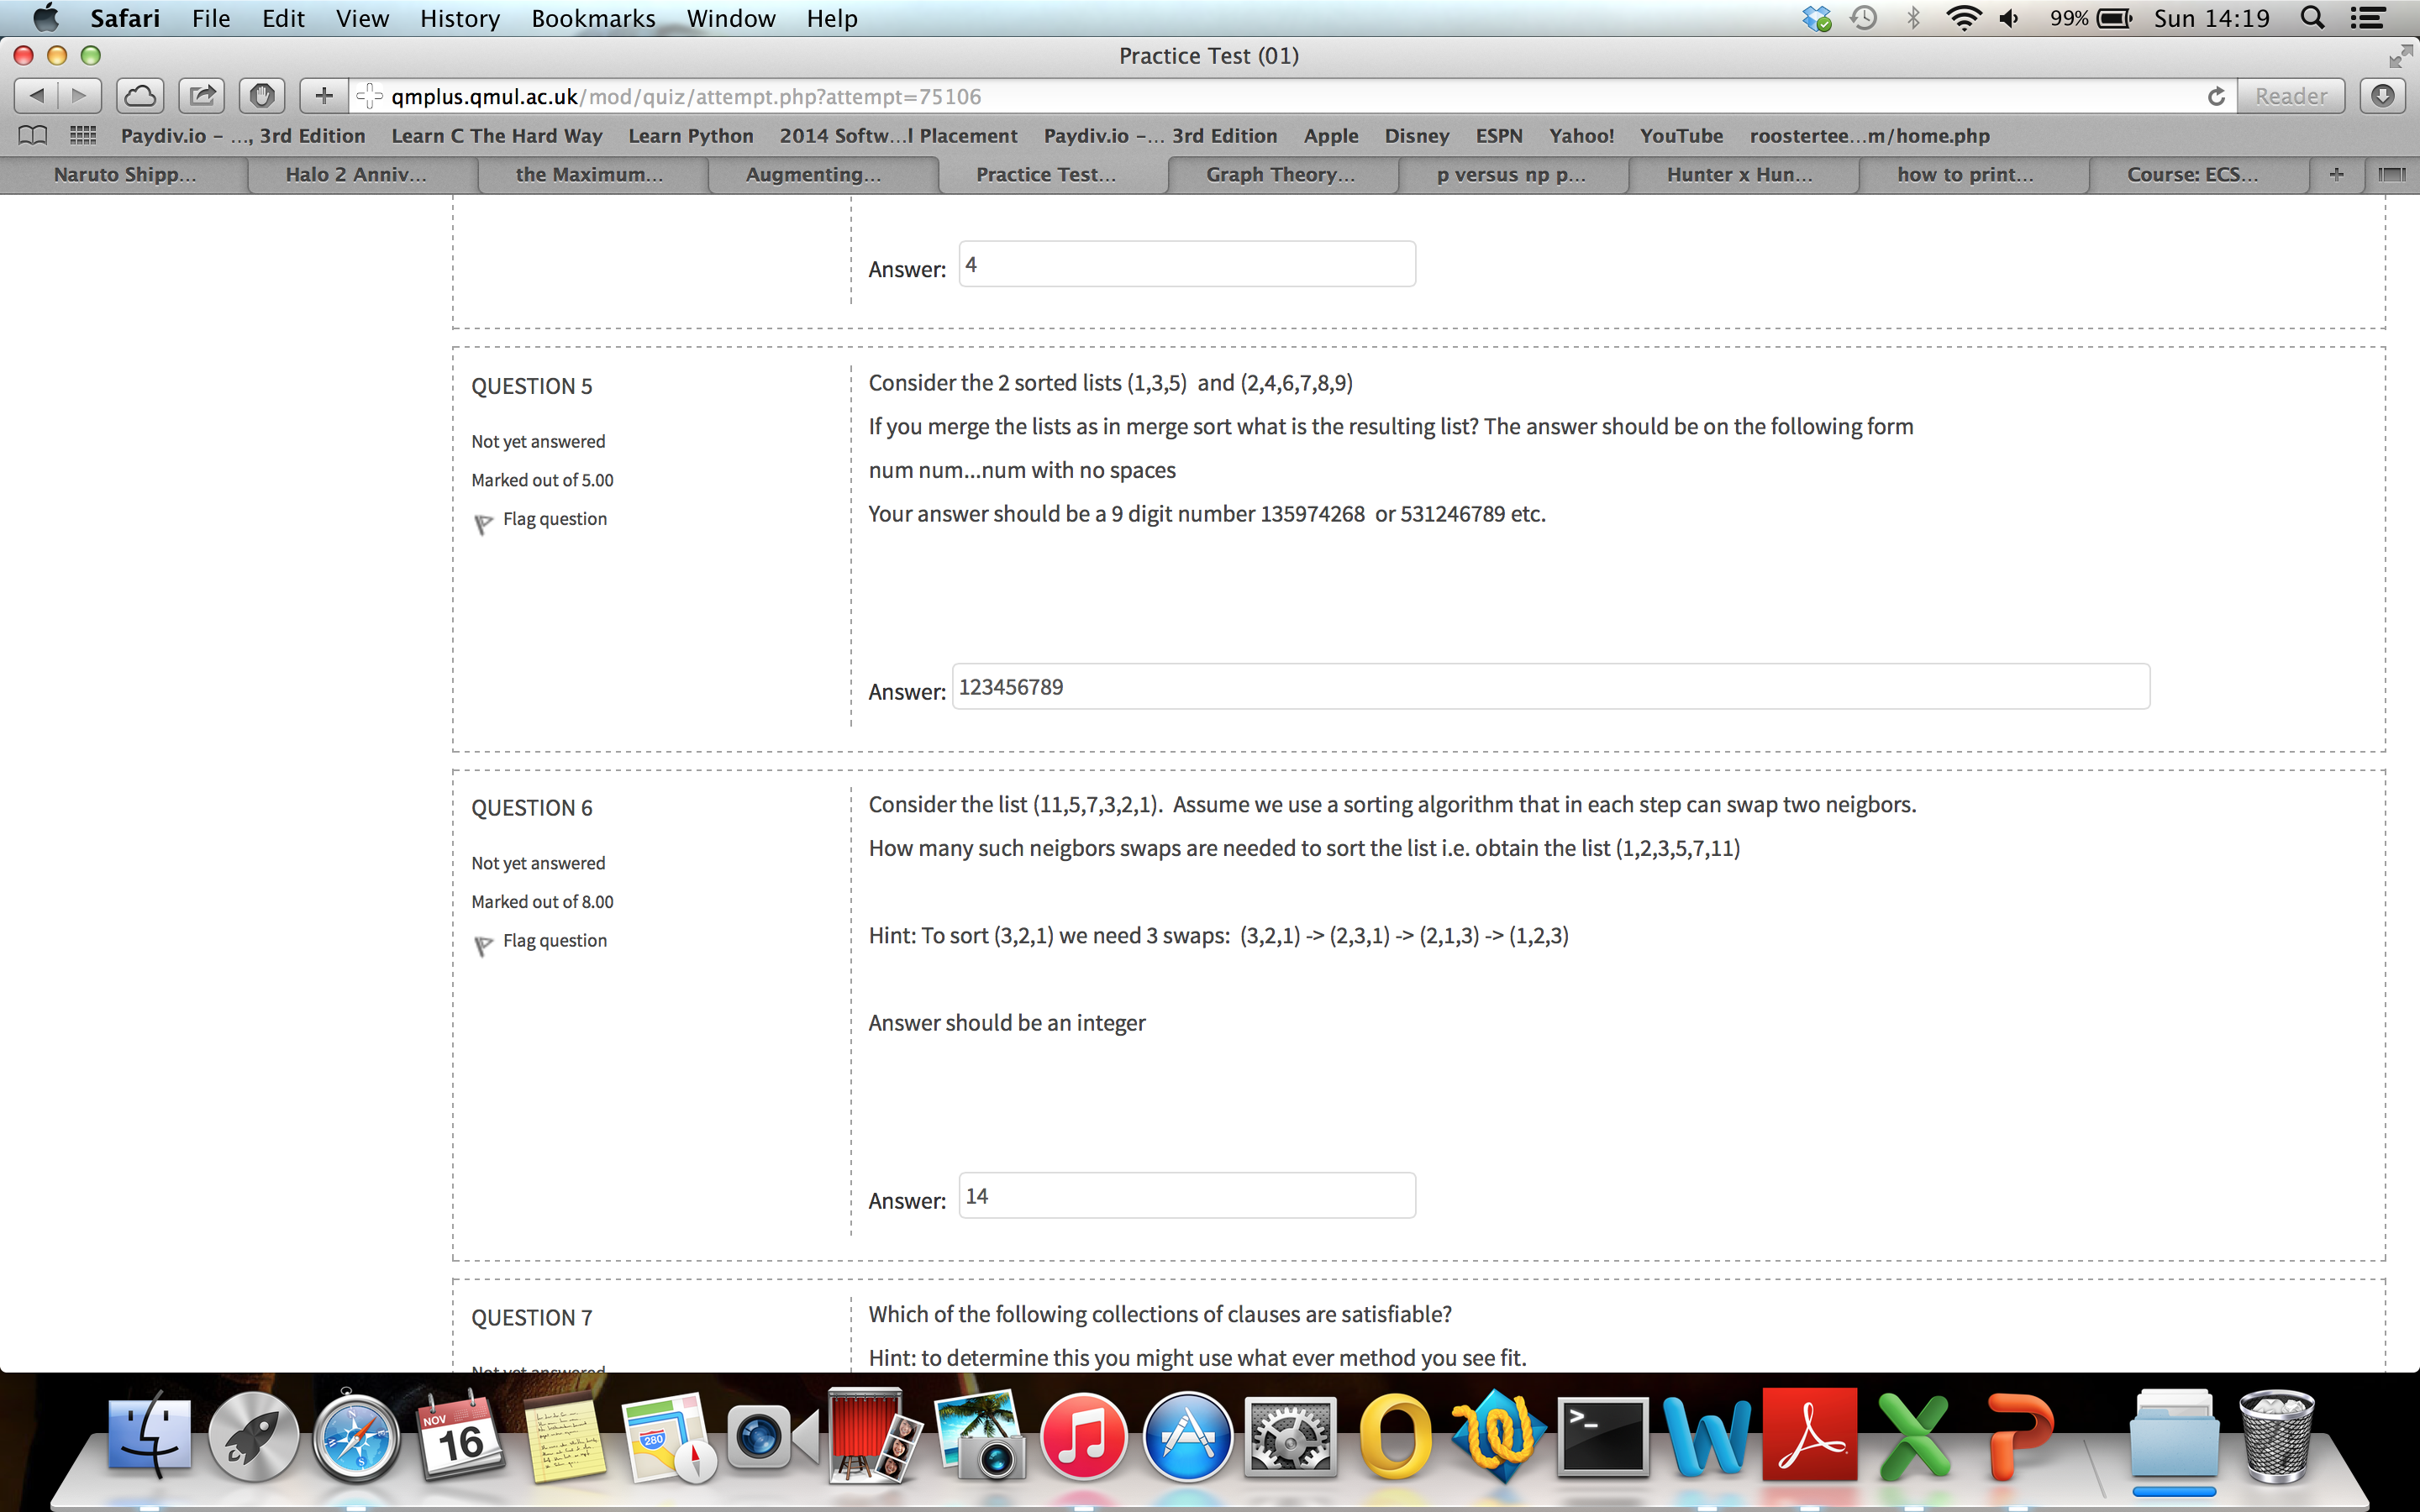 Safari File Edit View History Bookmarks Window Help 99% Sun 14:19
Practice Test (01)
qmplus.qmul.ac.uk/mod/quiz/attempt.php?attempt=75106 Reader
Paydiv.io – ..., 3rd Edition Learn C The Hard Way Learn Python 2014 Softw...l Placement Paydiv.io –... 3rd Edition Apple Disney ESPN Yahoo! YouTube roostertee...m/home.php
Naruto Shipp... Halo 2 Anniv... the Maximum... Augmenting... Practice Test... Graph Theory... p versus np p... Hunter x Hun... how to print... Course: ECS...
Answer: 4
QUESTION 5
Not yet answered
Marked out of 5.00
Flag question
Consider the 2 sorted lists (1,3,5) and (2,4,6,7,8,9)
If you merge the lists as in merge sort what is the resulting list? The answer should be on the following form
num num...num with no spaces
Your answer should be a 9 digit number 135974268 or 531246789 etc.
Answer: 123456789
QUESTION 6
Not yet answered
Marked out of 8.00
Flag question
Consider the list (11,5,7,3,2,1). Assume we use a sorting algorithm that in each step can swap two neigbors.
How many such neigbors swaps are needed to sort the list i.e. obtain the list (1,2,3,5,7,11)
Hint: To sort (3,2,1) we need 3 swaps: (3,2,1) -> (2,3,1) -> (2,1,3) -> (1,2,3)
Answer should be an integer
Answer: 14
QUESTION 7
Not yet answered
Which of the following collections of clauses are satisfiable?
Hint: to determine this you might use what ever method you see fit.
NOV
16
280